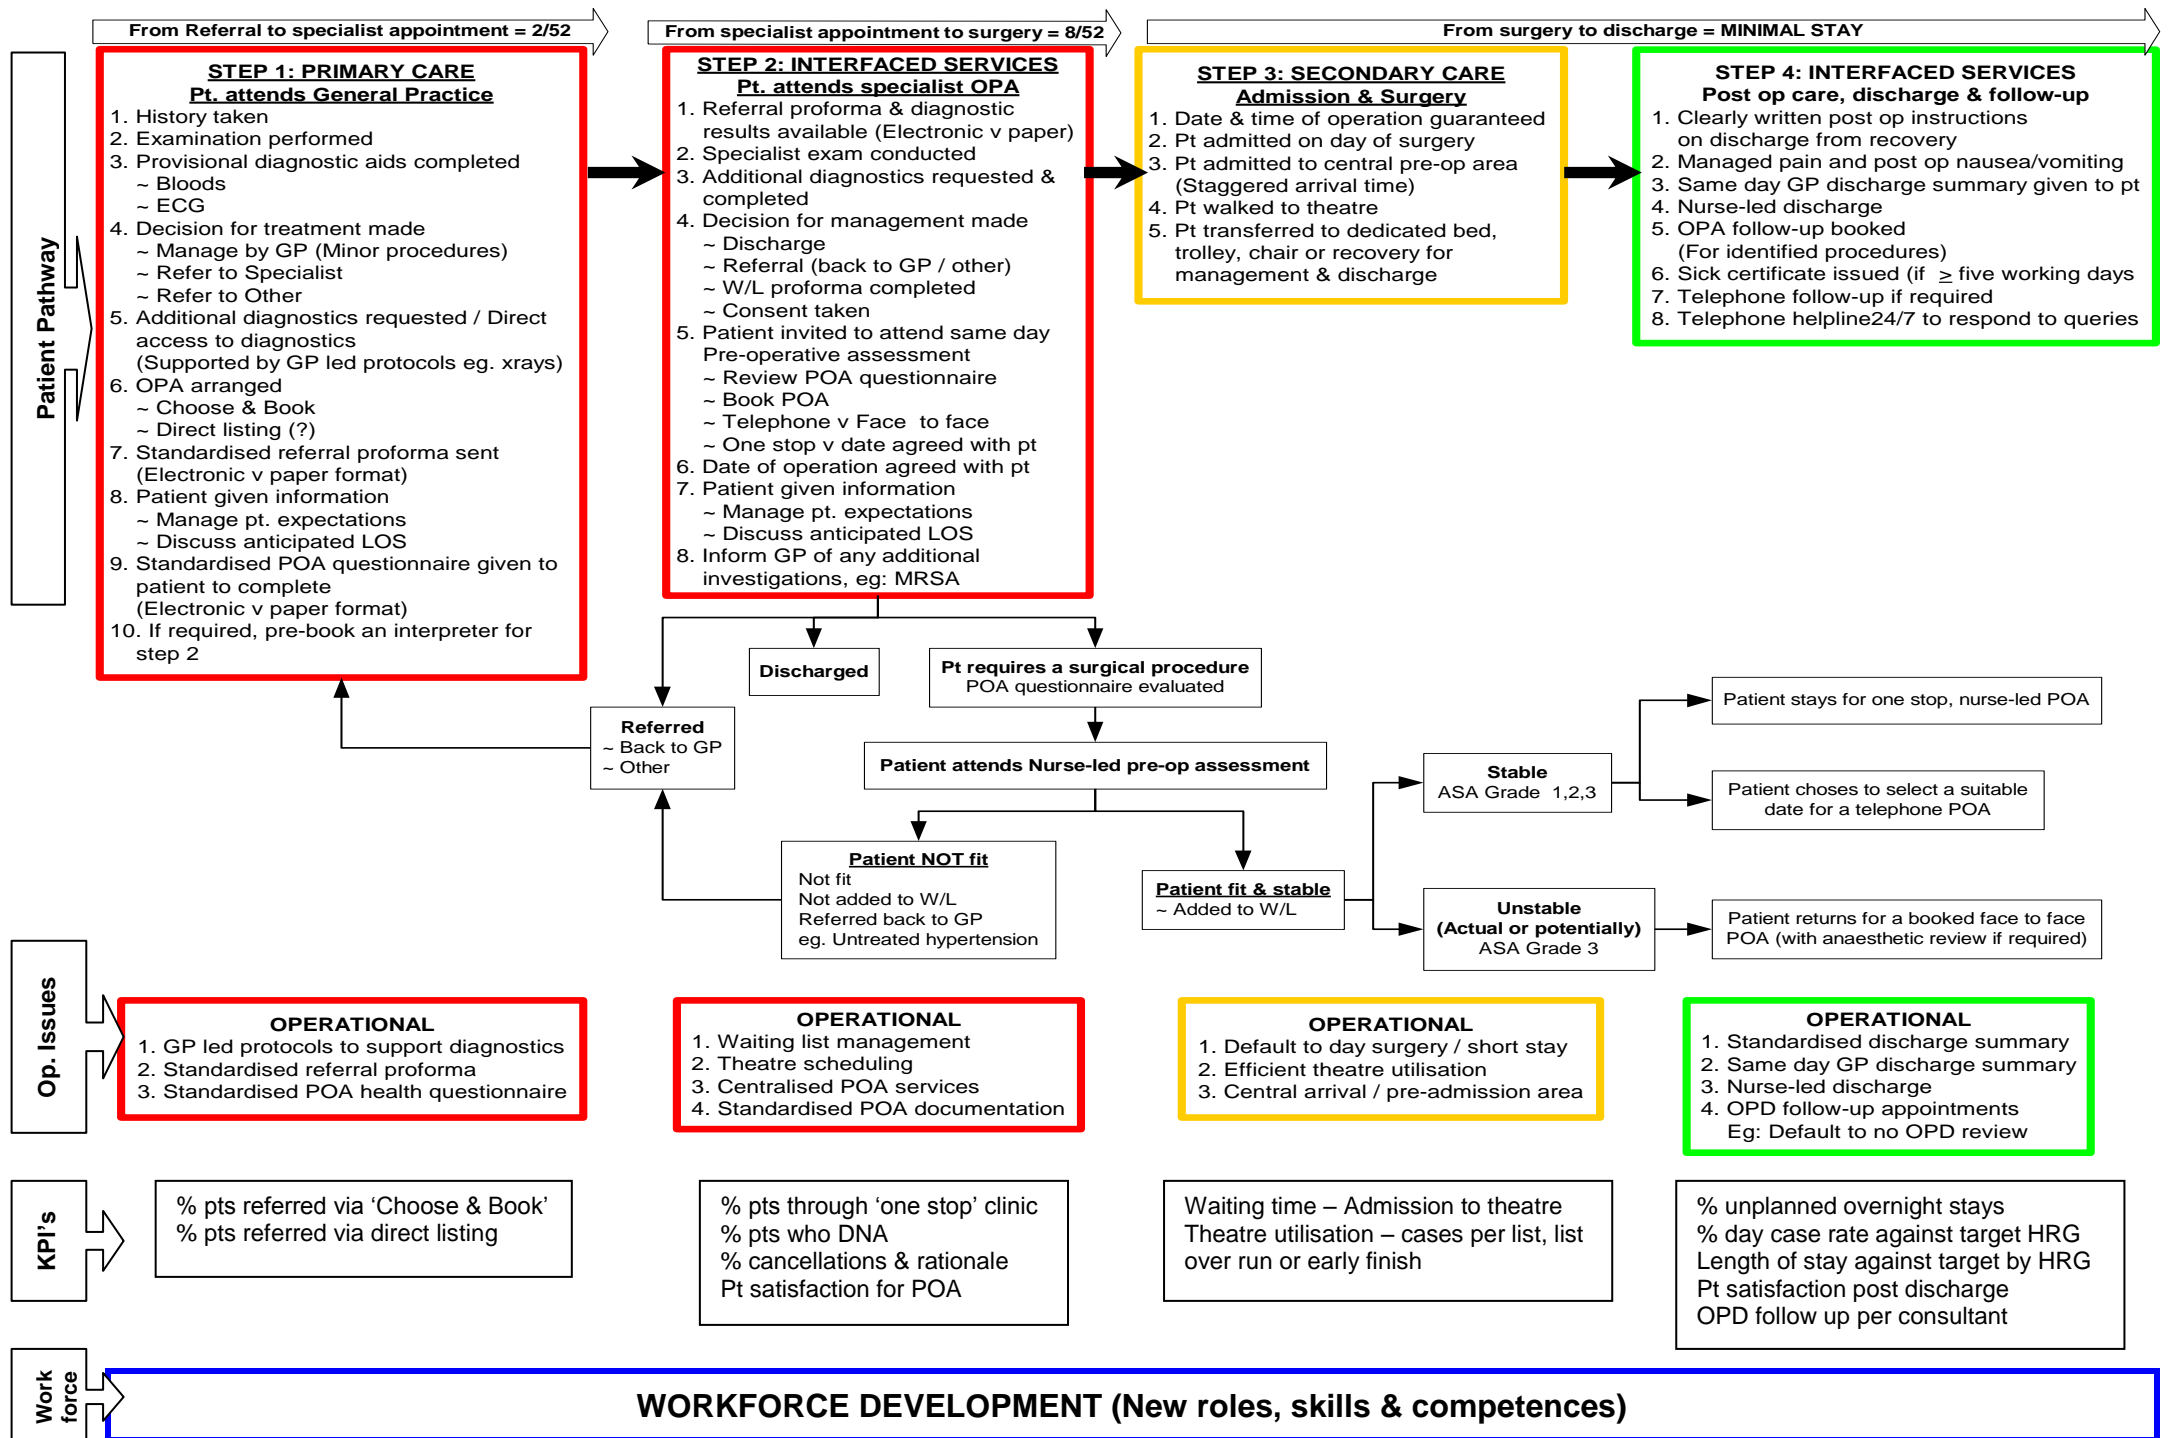 From Referral to specialist appointment = 2/52
From specialist appointment to surgery = 8/52
From surgery to discharge = MINIMAL STAY
Patient Pathway
STEP 1: PRIMARY CARE
Pt. attends General Practice
1. History taken
2. Examination performed
3. Provisional diagnostic aids completed
~ Bloods
~ ECG
4. Decision for treatment made
~ Manage by GP (Minor procedures)
~ Refer to Specialist
~ Refer to Other
5. Additional diagnostics requested / Direct
access to diagnostics
(Supported by GP led protocols eg. xrays)
6. OPA arranged
~ Choose & Book
~ Direct listing (?)
7. Standardised referral proforma sent
(Electronic v paper format)
8. Patient given information
~ Manage pt. expectations
~ Discuss anticipated LOS
9. Standardised POA questionnaire given to
patient to complete
(Electronic v paper format)
10. If required, pre-book an interpreter for
step 2
STEP 2: INTERFACED SERVICES
Pt. attends specialist OPA
1. Referral proforma & diagnostic
results available (Electronic v paper)
2. Specialist exam conducted
3. Additional diagnostics requested &
completed
4. Decision for management made
~ Discharge
~ Referral (back to GP / other)
~ W/L proforma completed
~ Consent taken
5. Patient invited to attend same day
Pre-operative assessment
~ Review POA questionnaire
~ Book POA
~ Telephone v Face to face
~ One stop v date agreed with pt
6. Date of operation agreed with pt
7. Patient given information
~ Manage pt. expectations
~ Discuss anticipated LOS
8. Inform GP of any additional
investigations, eg: MRSA
STEP 3: SECONDARY CARE
Admission & Surgery
1. Date & time of operation guaranteed
2. Pt admitted on day of surgery
3. Pt admitted to central pre-op area
(Staggered arrival time)
4. Pt walked to theatre
5. Pt transferred to dedicated bed,
trolley, chair or recovery for
management & discharge
STEP 4: INTERFACED SERVICES
Post op care, discharge & follow-up
1. Clearly written post op instructions
on discharge from recovery
2. Managed pain and post op nausea/vomiting
3. Same day GP discharge summary given to pt
4. Nurse-led discharge
5. OPA follow-up booked
(For identified procedures)
6. Sick certificate issued (if ≥ five working days
7. Telephone follow-up if required
8. Telephone helpline24/7 to respond to queries
Discharged
Pt requires a surgical procedure
POA questionnaire evaluated
Referred
~ Back to GP
~ Other
Patient attends Nurse-led pre-op assessment
Stable
ASA Grade 1,2,3
Patient stays for one stop, nurse-led POA
Patient choses to select a suitable
date for a telephone POA
Patient NOT fit
Not fit
Not added to W/L
Referred back to GP
eg. Untreated hypertension
Patient fit & stable
~ Added to W/L
Unstable
(Actual or potentially)
ASA Grade 3
Patient returns for a booked face to face
POA (with anaesthetic review if required)
Op. Issues
OPERATIONAL
1. GP led protocols to support diagnostics
2. Standardised referral proforma
3. Standardised POA health questionnaire
OPERATIONAL
1. Waiting list management
2. Theatre scheduling
3. Centralised POA services
4. Standardised POA documentation
OPERATIONAL
1. Default to day surgery / short stay
2. Efficient theatre utilisation
3. Central arrival / pre-admission area
OPERATIONAL
1. Standardised discharge summary
2. Same day GP discharge summary
3. Nurse-led discharge
4. OPD follow-up appointments
Eg: Default to no OPD review
KPI's
% pts referred via ‘Choose & Book’
% pts referred via direct listing
% pts through ‘one stop’ clinic
% pts who DNA
% cancellations & rationale
Pt satisfaction for POA
Waiting time – Admission to theatre
Theatre utilisation – cases per list, list
over run or early finish
% unplanned overnight stays
% day case rate against target HRG
Length of stay against target by HRG
Pt satisfaction post discharge
OPD follow up per consultant
Work
force
WORKFORCE DEVELOPMENT (New roles, skills & competences)